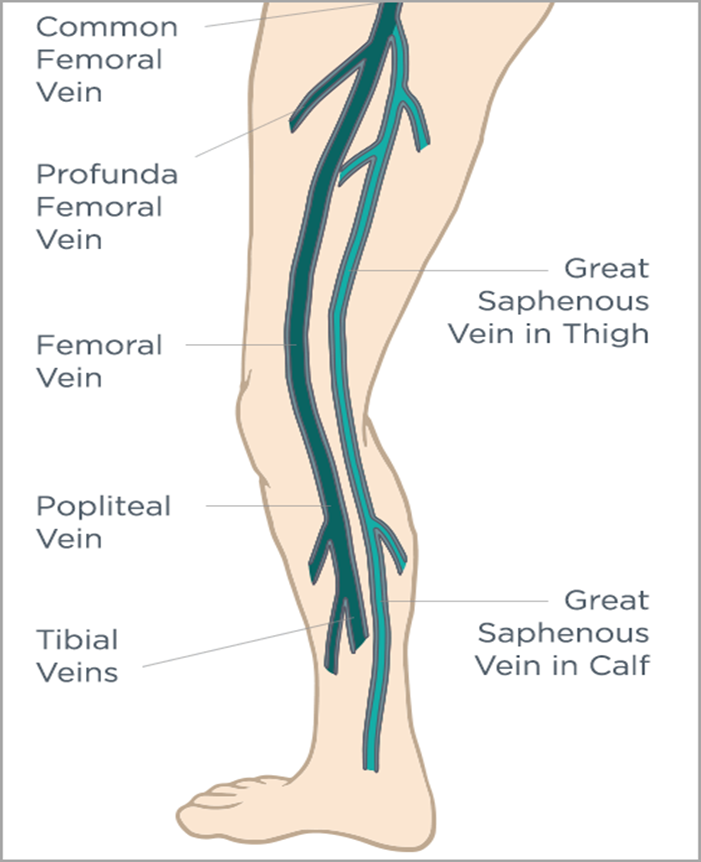 Common
Femoral
Vein
Profunda
Femoral
Vein
Great
Saphenous
Vein in Thigh
Femoral
Vein
Popliteal
Vein
Great
Saphenous
Vein in Calf
Tibial
Veins